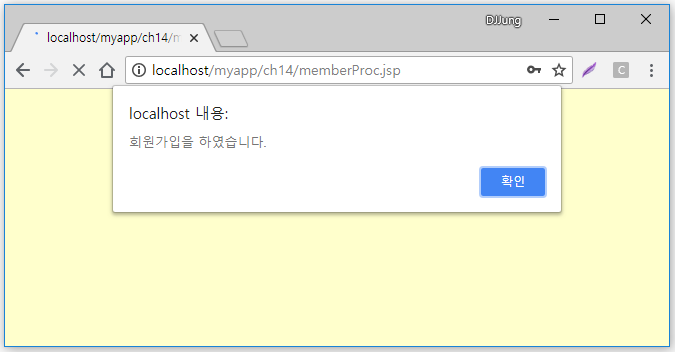 DJJung
localhost/myapp/ch14/m
localhost/myapp/ch14/memberProc.jsp
C
localhost 내용:
회원가입을 하였습니다.
확인